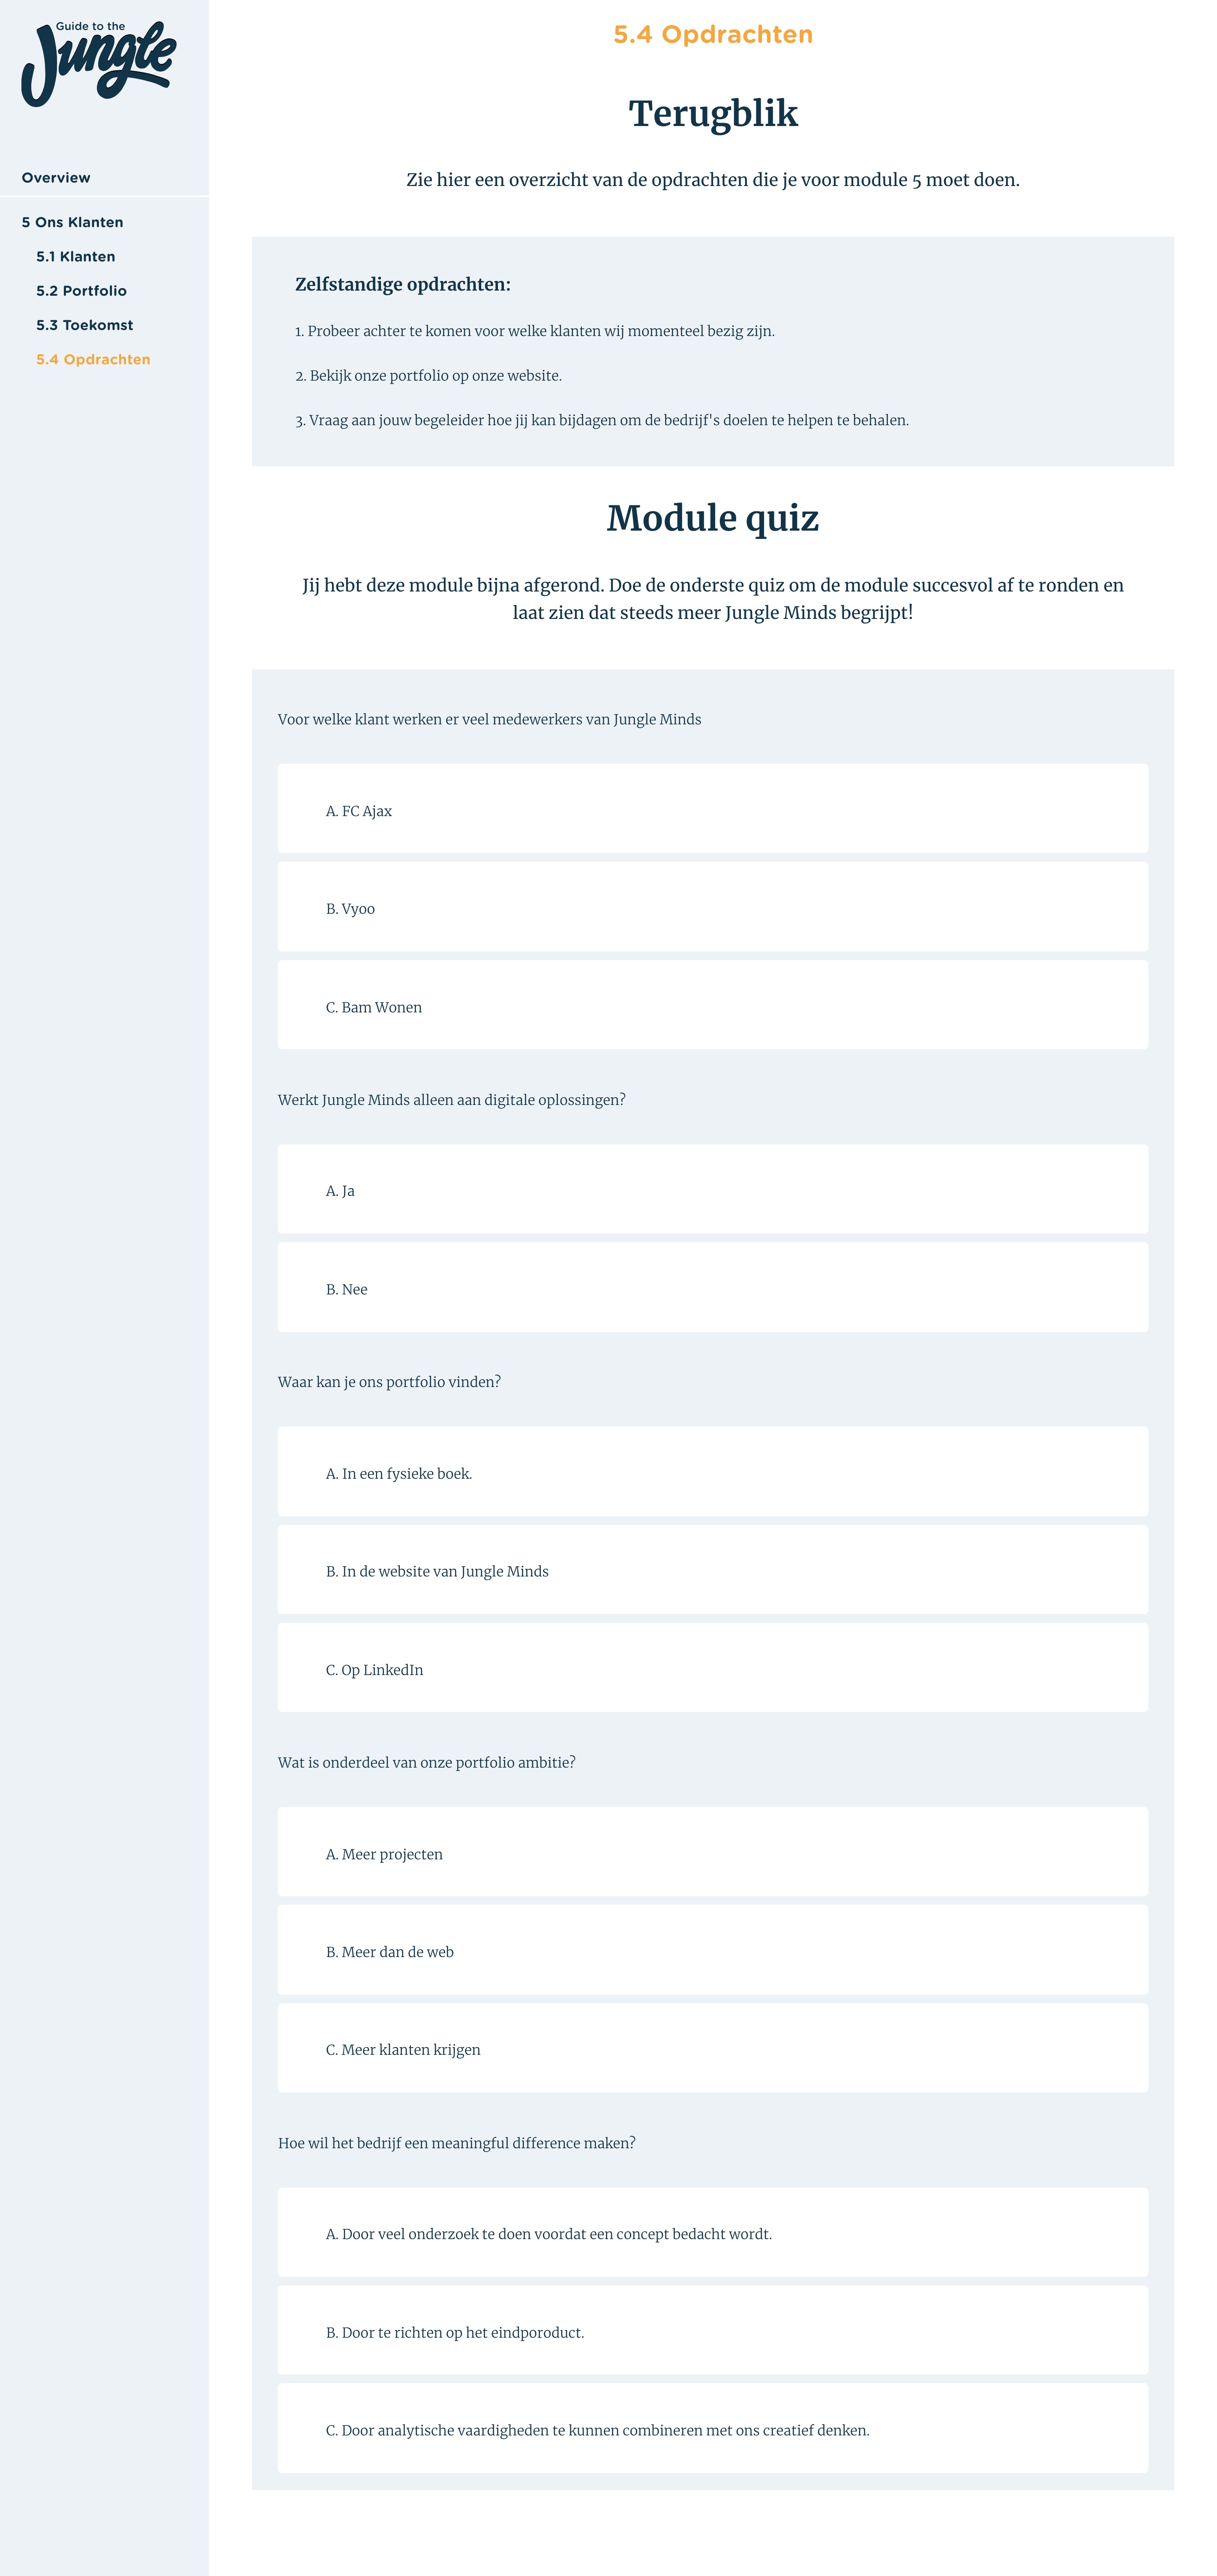 Guide to the
Jungle
Overview
5 Ons Klanten
5.1 Klanten
5.2 Portfolio
5.3 Toekomst
5.4 Opdrachten
5.4 Opdrachten
Terugblik
Zie hier een overzicht van de opdrachten die je voor module 5 moet doen.
Zelfstandige opdrachten:
1. Probeer achter te komen voor welke klanten wij momenteel bezig zijn.
2. Bekijk onze portfolio op onze website.
3. Vraag aan jouw begeleider hoe jij kan bijdagen om de bedrijf's doelen te helpen te behalen.
Module quiz
Jij hebt deze module bijna afgerond. Doe de onderste quiz om de module succesvol af te ronden en
laat zien dat steeds meer Jungle Minds begrijpt!
Voor welke klant werken er veel medewerkers van Jungle Minds
A. FC Ajax
B. Vyoo
C. Bam Wonen
Werkt Jungle Minds alleen aan digitale oplossingen?
A. Ja
B. Nee
Waar kan je ons portfolio vinden?
A. In een fysieke boek.
B. In de website van Jungle Minds
C. Op LinkedIn
Wat is onderdeel van onze portfolio ambitie?
A. Meer projecten
B. Meer dan de web
C. Meer klanten krijgen
Hoe wil het bedrijf een meaningful difference maken?
A. Door veel onderzoek te doen voordat een concept bedacht wordt.
B. Door te richten op het eindporoduct.
C. Door analytische vaardigheden te kunnen combineren met ons creatief denken.